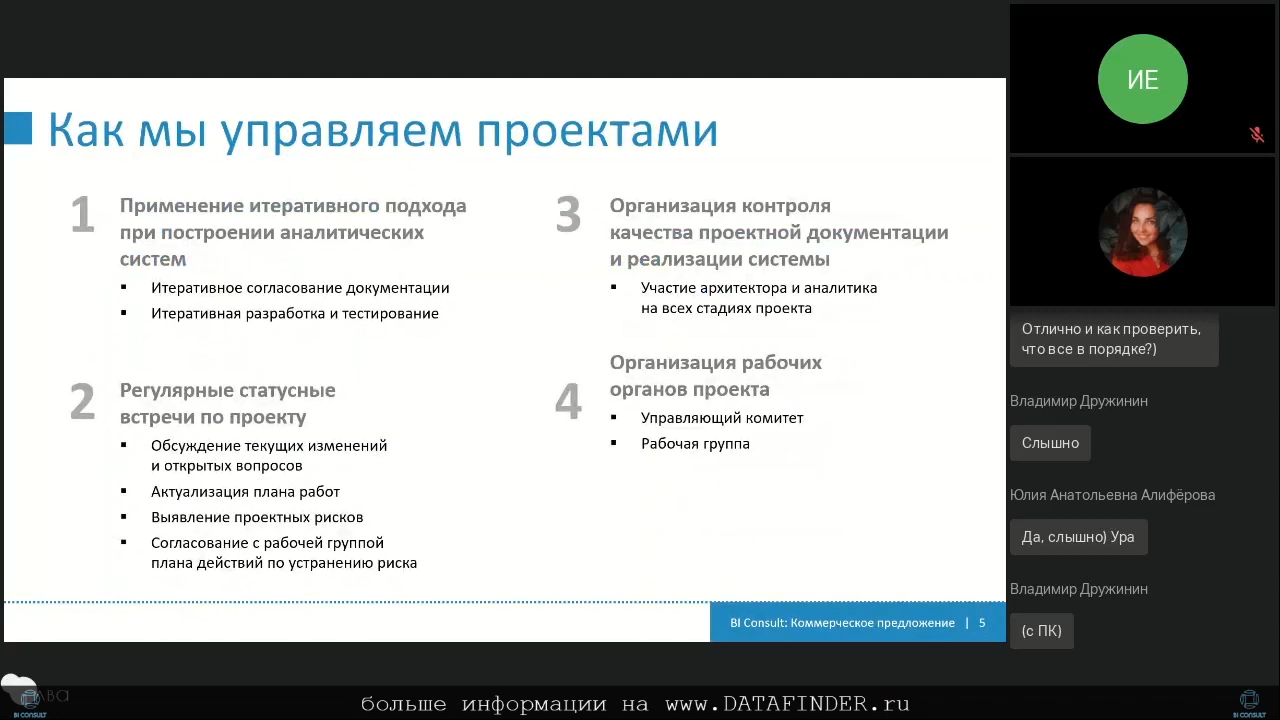 Как мы управляем проектами
1
Применение итеративного подхода
при построении аналитических
систем
▪ Итеративное согласование документации
▪ Итеративная разработка и тестирование
2
Регулярные статусные
встречи по проекту
▪ Обсуждение текущих изменений
и открытых вопросов
▪ Актуализация плана работ
▪ Выявление проектных рисков
▪ Согласование с рабочей группой
плана действий по устранению риска
3
Организация контроля
качества проектной документации
и реализации системы
▪ Участие архитектора и аналитика
на всех стадиях проекта
4
Организация рабочих
органов проекта
▪ Управляющий комитет
▪ Рабочая группа
BI Consult: Коммерческое предложение | 5
ИЕ
Отлично и как проверить,
что все в порядке?)
Владимир Дружинин
Слышно
Юлия Анатольевна Алифёрова
Да, слышно) Ура
Владимир Дружинин
(с ПК)
BI CONSULT
больше информации на www.DATAFINDER.ru
BI CONSULT